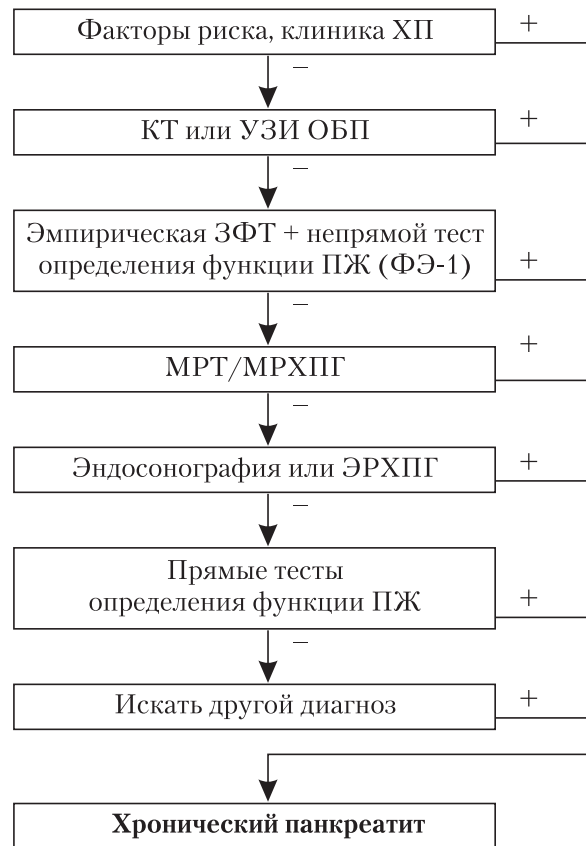 Факторы риска, клиника ХП
+
–
КТ или УЗИ ОБП
+
–
Эмпирическая ЗФТ + непрямой тест
определения функции ПЖ (ФЭ-1)
+
–
МРТ/МРХПГ
+
–
Эндосонография или ЭРХПГ
+
–
Прямые тесты
определения функции ПЖ
+
–
Искать другой диагноз
+
Хронический панкреатит